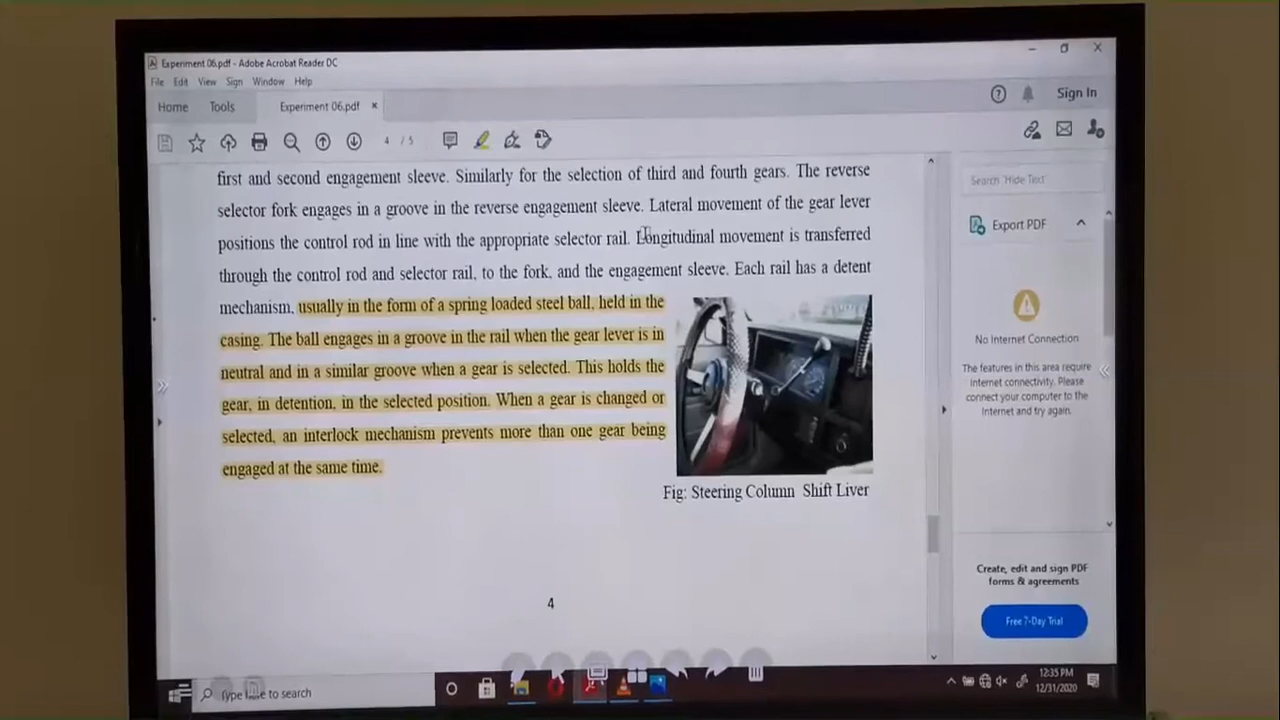 Experiment 06.pdf - Adobe Acrobat Reader DC
File Edit View Sign Window Help
Home Tools Experiment 06.pdf ×
Sign In
4 / 5
first and second engagement sleeve. Similarly for the selection of third and fourth gears. The reverse
selector fork engages in a groove in the reverse engagement sleeve. Lateral movement of the gear lever
positions the control rod in line with the appropriate selector rail. Longitudinal movement is transferred
through the control rod and selector rail, to the fork, and the engagement sleeve. Each rail has a detent
mechanism, usually in the form of a spring loaded steel ball, held in the
casing. The ball engages in a groove in the rail when the gear lever is in
neutral and in a similar groove when a gear is selected. This holds the
gear, in detention, in the selected position. When a gear is changed or
selected, an interlock mechanism prevents more than one gear being
engaged at the same time.
Fig: Steering Column Shift Liver
4
Search 'Hide Text'
Export PDF
No Internet Connection
The features in this area require
internet connectivity. Please
connect your computer to the
Internet and try again.
Create, edit and sign PDF
forms & agreements
Free 7-Day Trial
Type here to search
12:35 PM
12/31/2020